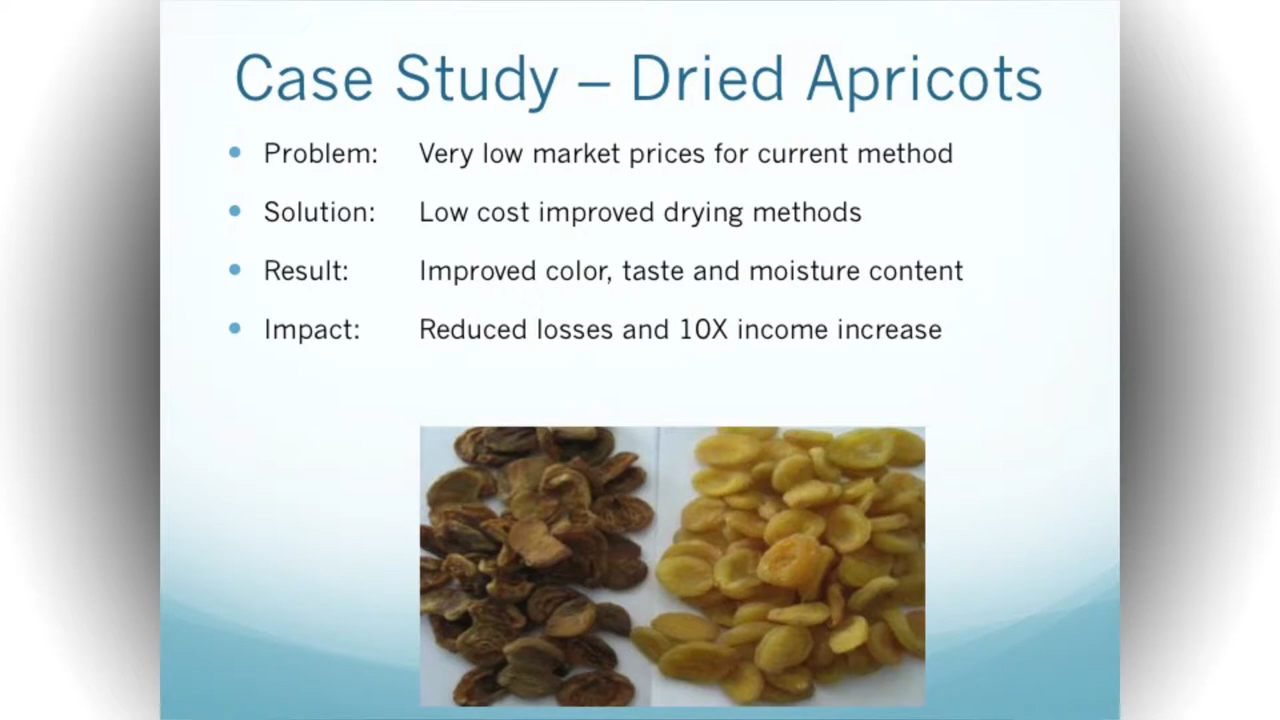 Case Study – Dried Apricots
• Problem: Very low market prices for current method
• Solution: Low cost improved drying methods
• Result: Improved color, taste and moisture content
• Impact: Reduced losses and 10X income increase